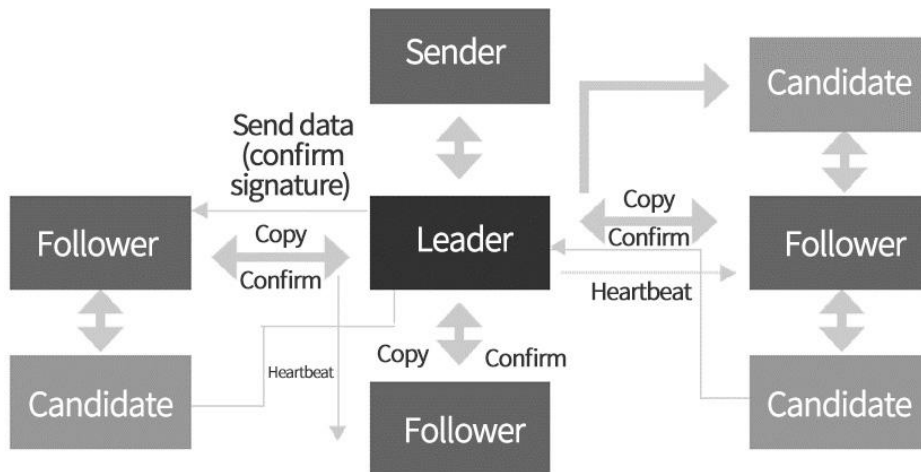 Sender
Candidate
Send data
(confirm
signature)
Follower
Copy
Confirm
Leader
Copy
Confirm
Follower
Heartbeat
Heartbeat
Copy
Confirm
Candidate
Follower
Candidate